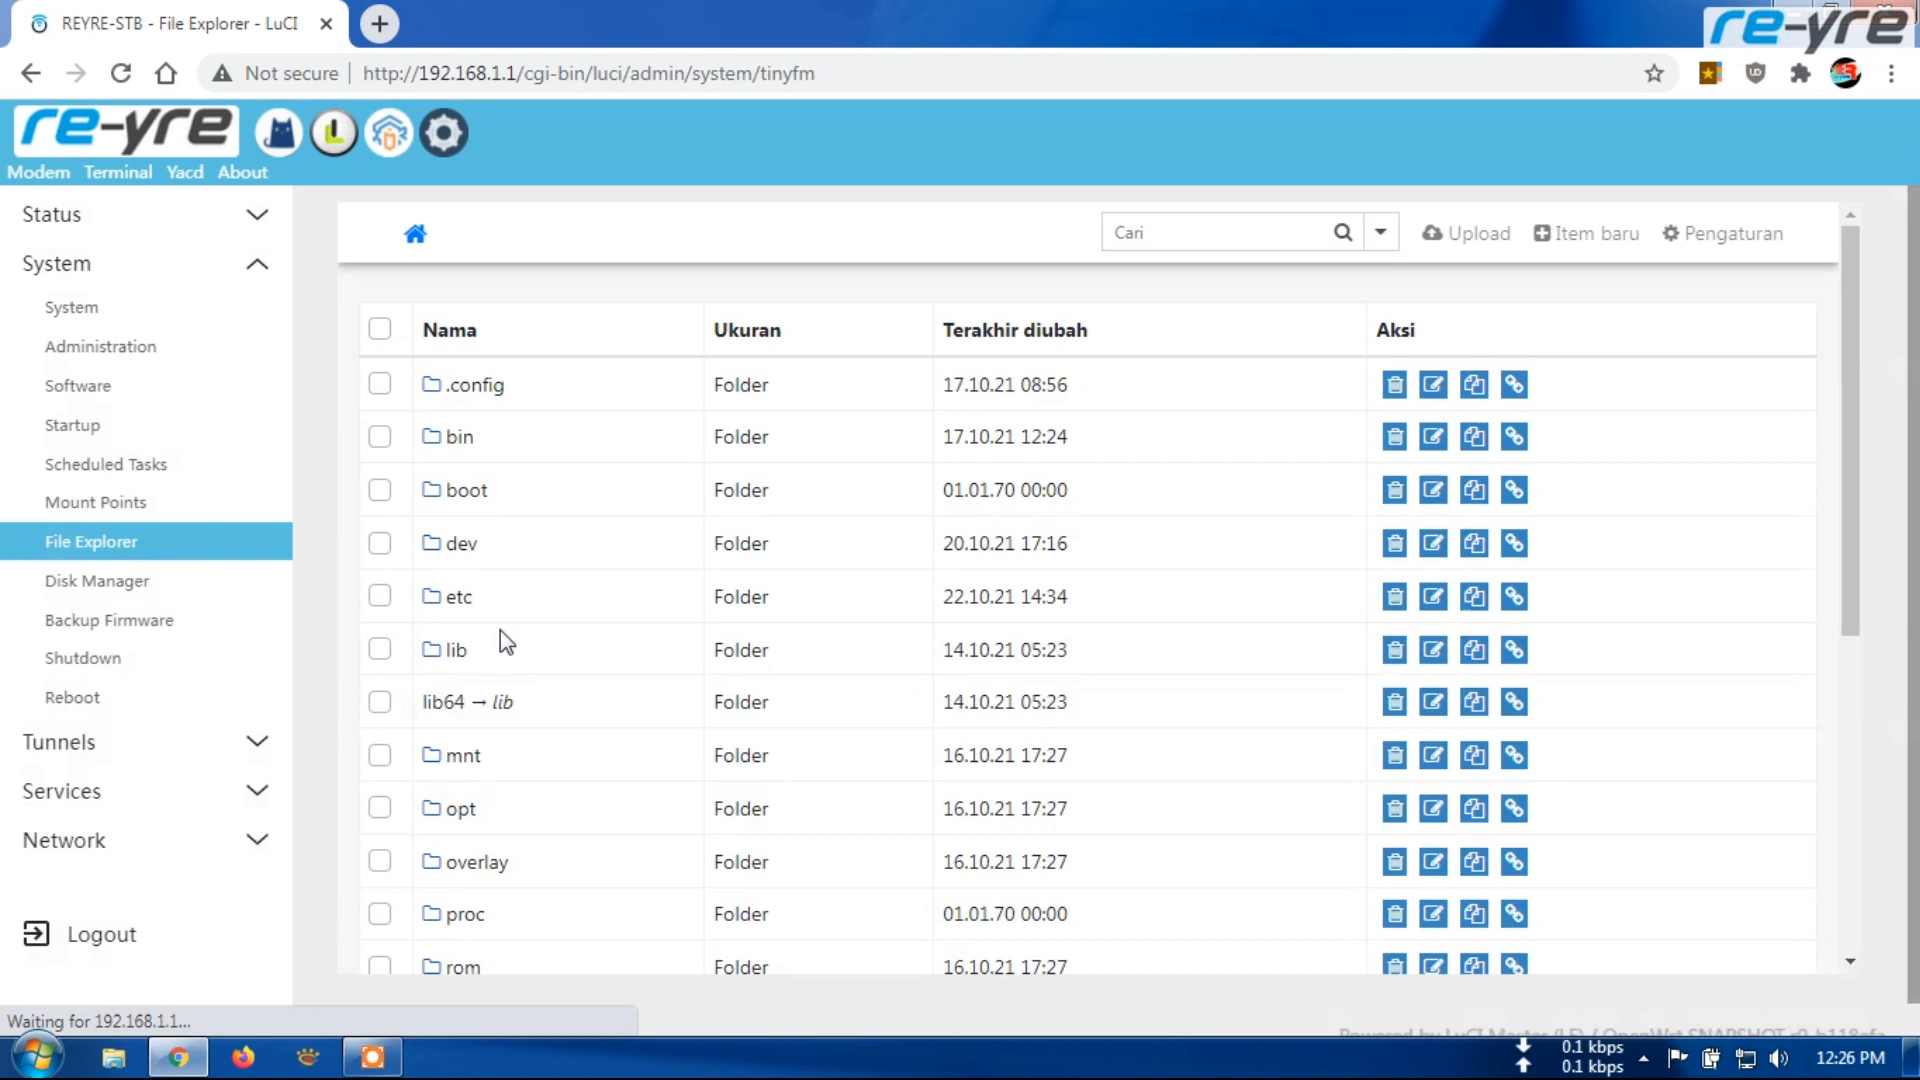 REYRE-STB - File Explorer - LuCI
re-yre
Not secure http://192.168.1.1/cgi-bin/luci/admin/system/tinyfm
re-yre
Modem Terminal Yacd About
Status
System
System
Administration
Software
Startup
Scheduled Tasks
Mount Points
File Explorer
Disk Manager
Backup Firmware
Shutdown
Reboot
Tunnels
Services
Network
Logout
Cari Upload Item baru Pengaturan
Nama Ukuran Terakhir diubah Aksi
.config Folder 17.10.21 08:56
bin Folder 17.10.21 12:24
boot Folder 01.01.70 00:00
dev Folder 20.10.21 17:16
etc Folder 22.10.21 14:34
lib Folder 14.10.21 05:23
lib64 → lib Folder 14.10.21 05:23
mnt Folder 16.10.21 17:27
opt Folder 16.10.21 17:27
overlay Folder 16.10.21 17:27
proc Folder 01.01.70 00:00
rom Folder 16.10.21 17:27
Waiting for 192.168.1.1...
0.1 kbps
0.1 kbps
12:26 PM